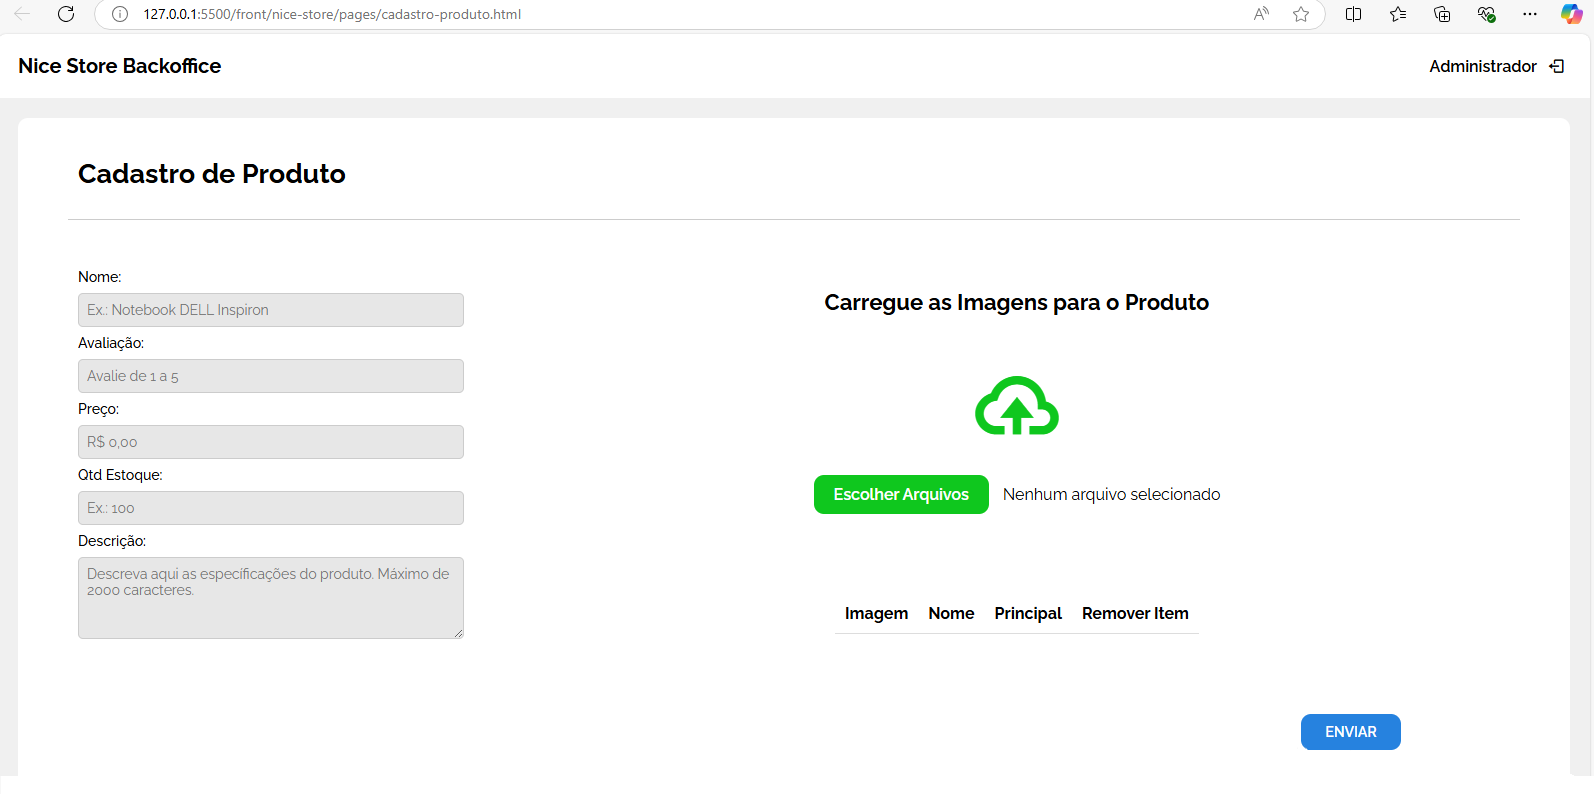 127.0.0.1:5500/front/nice-store/pages/cadastro-produto.html
Nice Store Backoffice
Administrador
Cadastro de Produto
Nome:
Ex.: Notebook DELL Inspiron
Avaliação:
Avalie de 1 a 5
Preço:
R$ 0,00
Qtd Estoque:
Ex.: 100
Descrição:
Descreva aqui as específicações do produto. Máximo de
2000 caracteres.
Carregue as Imagens para o Produto
Escolher Arquivos Nenhum arquivo selecionado
Imagem Nome Principal Remover Item
ENVIAR